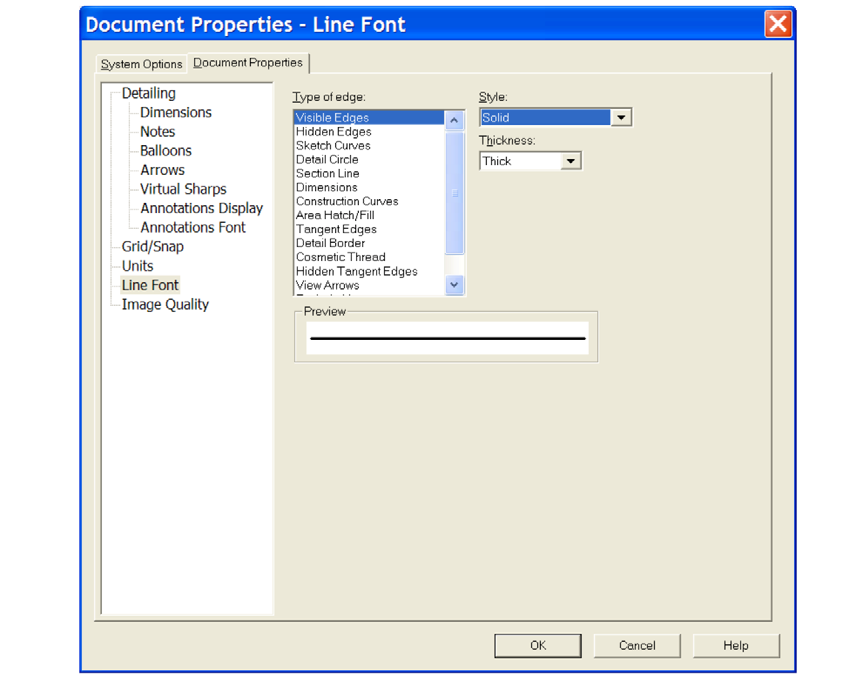 Document Properties - Line Font
System Options
Document Properties
Detailing
Dimensions
Notes
Balloons
Arrows
Virtual Sharps
Annotations Display
Annotations Font
Grid/Snap
Units
Line Font
Image Quality
Type of edge:
Visible Edges
Hidden Edges
Sketch Curves
Detail Circle
Section Line
Dimensions
Construction Curves
Area Hatch/Fill
Tangent Edges
Detail Border
Cosmetic Thread
Hidden Tangent Edges
View Arrows
Style:
Solid
Thickness:
Thick
Preview
OK
Cancel
Help